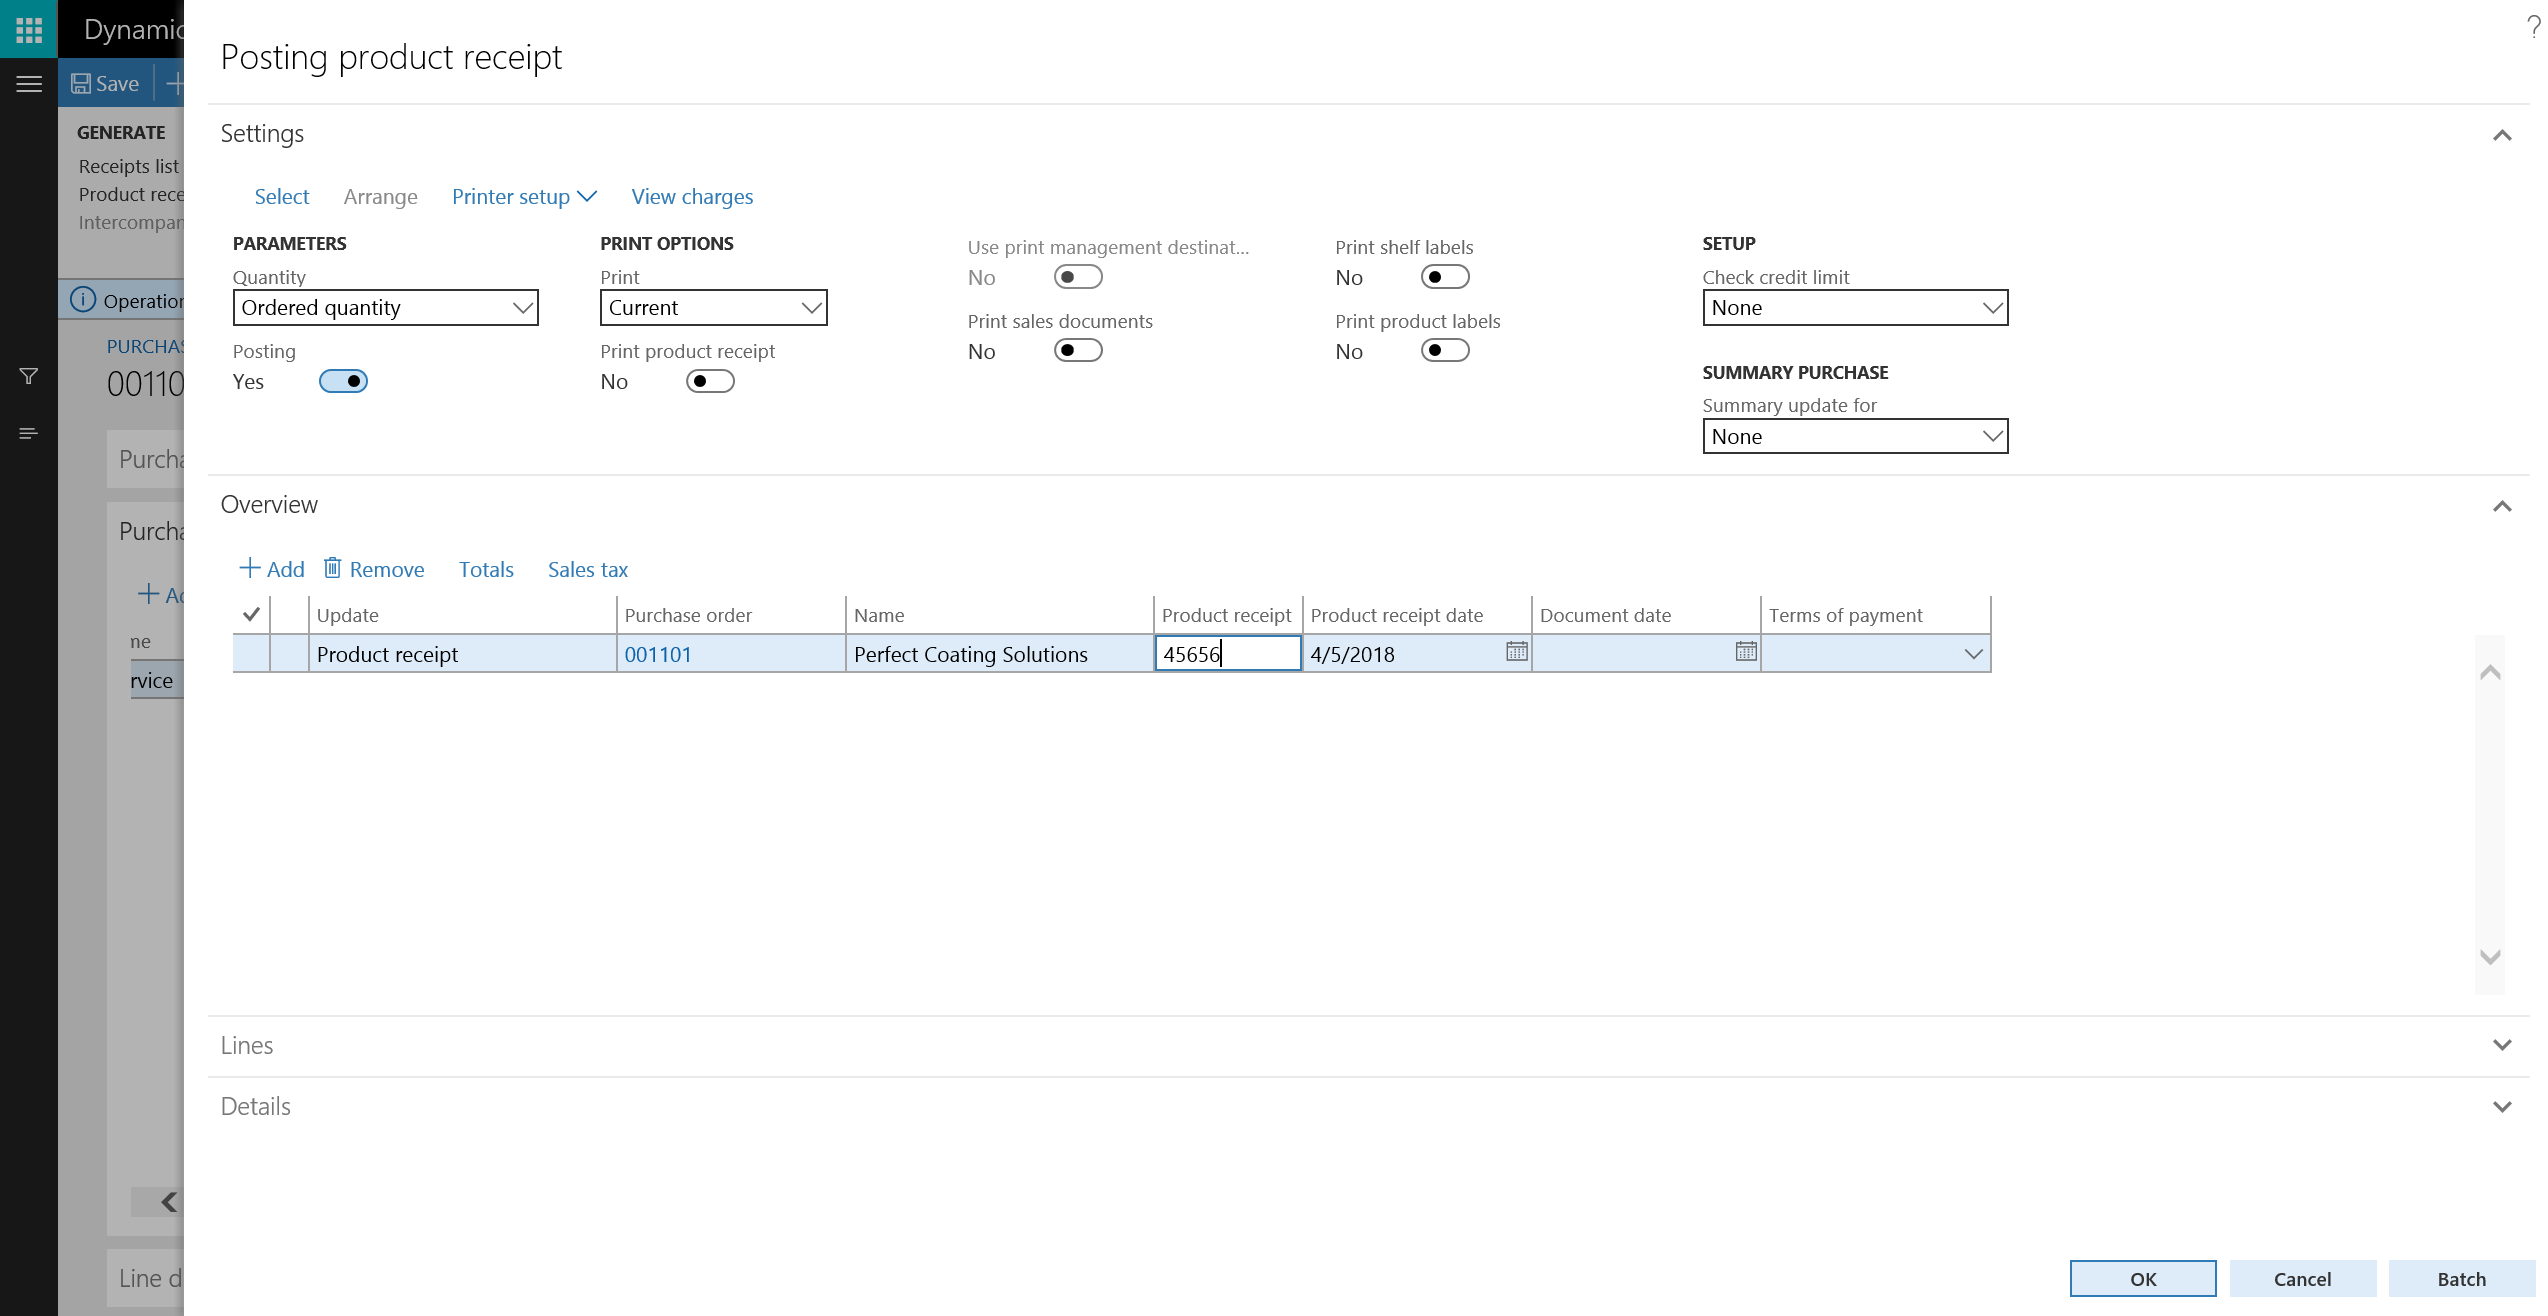 Dynamic
?
Posting product receipt
Save
GENERATE
Receipts list
Product rece
Intercompan
Operation
PURCHAS
00110
Purcha
Purcha
Ad
ne
rvice
Line d
Settings
Select Arrange Printer setup View charges
PARAMETERS
Quantity
Ordered quantity
Posting
Yes
PRINT OPTIONS
Print
Current
Print product receipt
No
Use print management destinat...
No
Print sales documents
No
Print shelf labels
No
Print product labels
No
SETUP
Check credit limit
None
SUMMARY PURCHASE
Summary update for
None
Overview
Add Remove Totals Sales tax
Update Purchase order Name Product receipt Product receipt date Document date Terms of payment
Product receipt 001101 Perfect Coating Solutions 45656 4/5/2018
Lines
Details
OK Cancel Batch